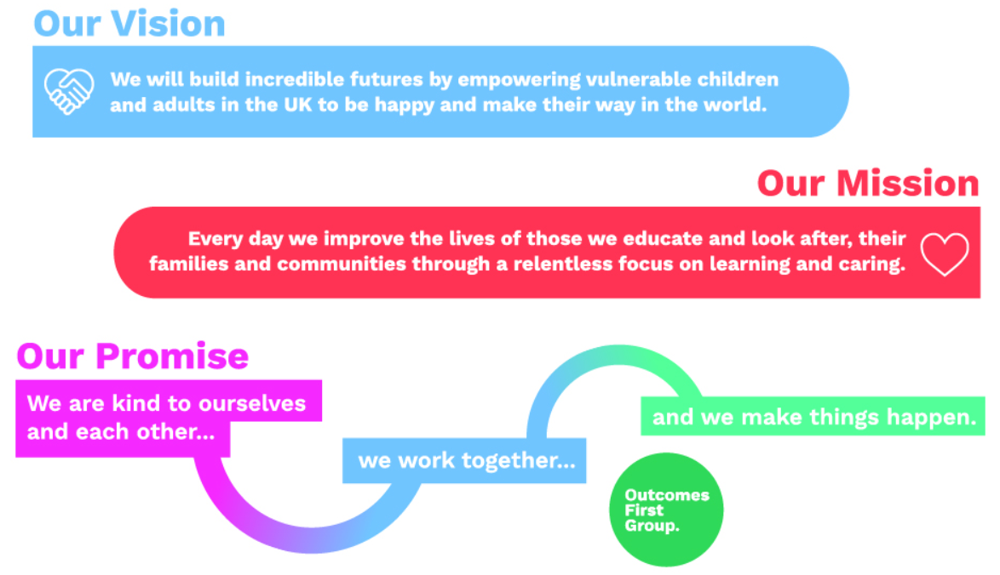 Our Vision
We will build incredible futures by empowering vulnerable children
and adults in the UK to be happy and make their way in the world.
Our Mission
Every day we improve the lives of those we educate and look after, their
families and communities through a relentless focus on learning and caring.
Our Promise
We are kind to ourselves
and each other...
we work together...
and we make things happen.
Outcomes
First
Group.